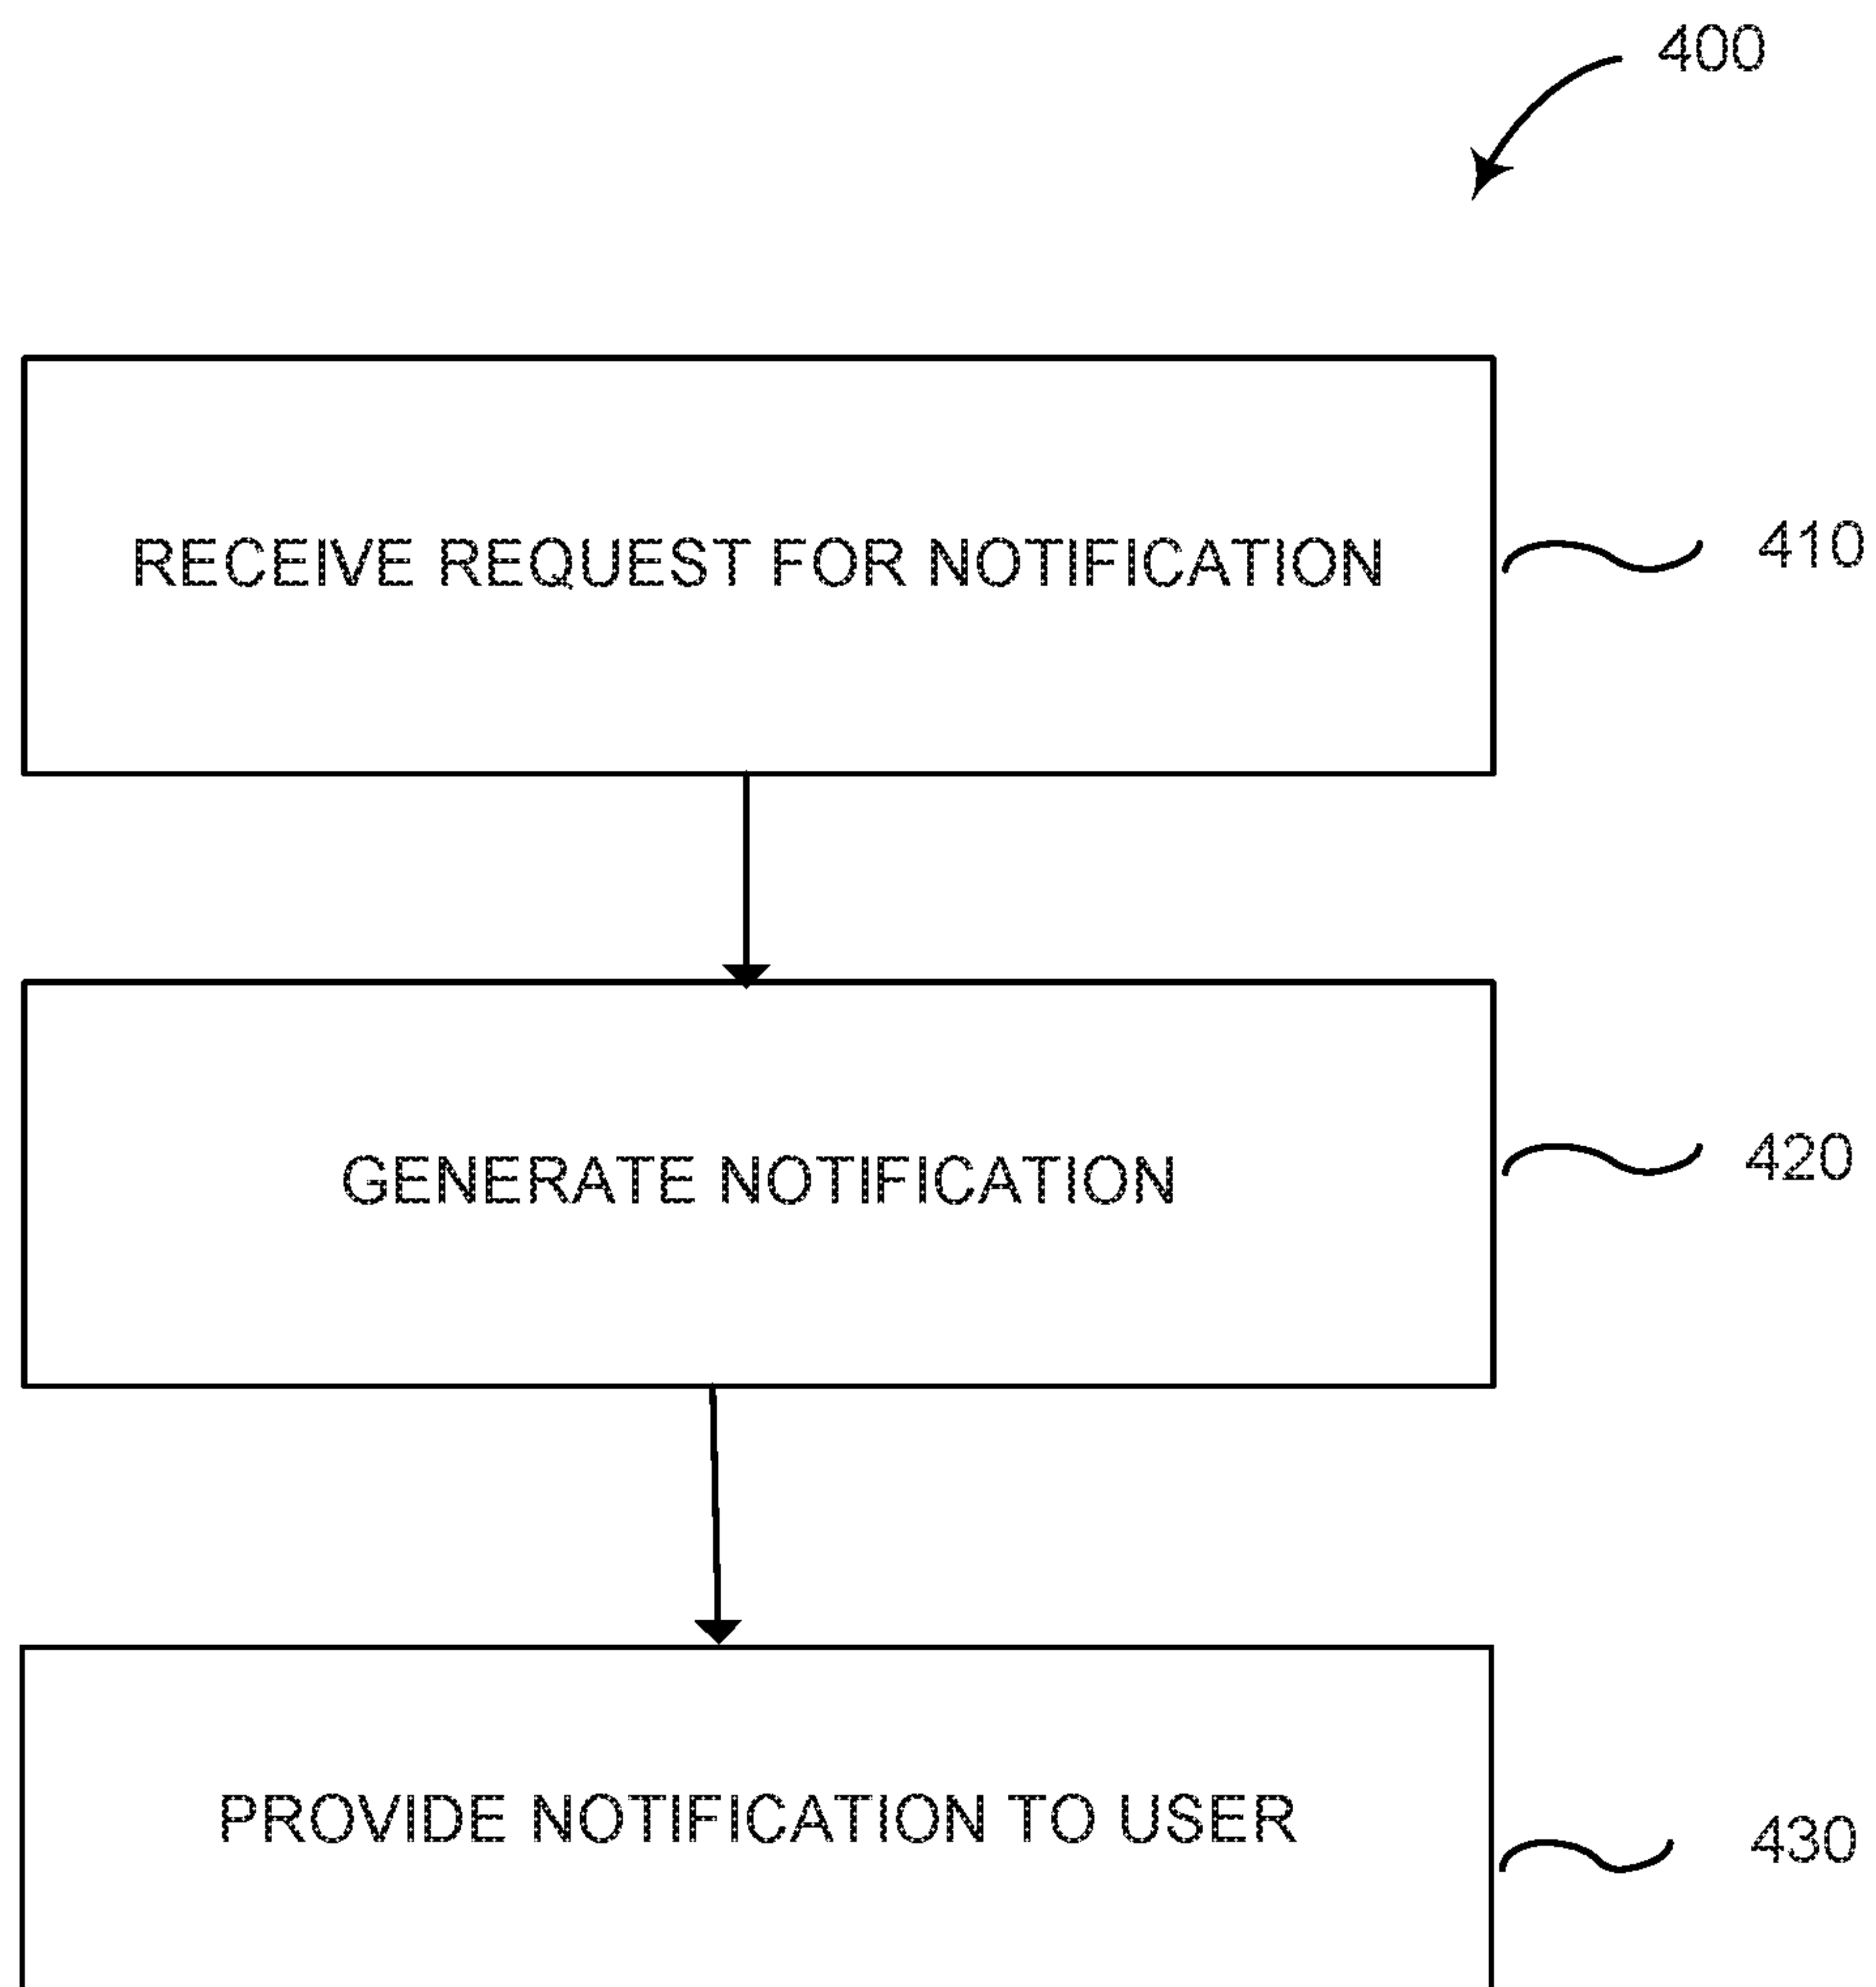 400
RECEIVE REQUEST FOR NOTIFICATION
410
GENERATE NOTIFICATION
420
PROVIDE NOTIFICATION TO USER
430